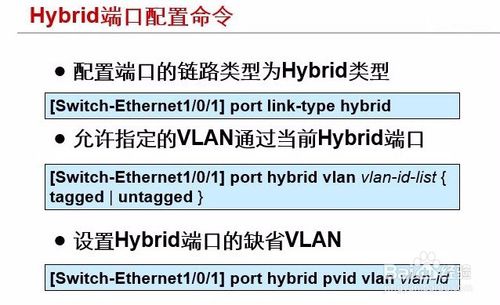 Hybrid端口配置命令
● 配置端口的链路类型为Hybrid类型
[Switch-Ethernet1/0/1] port link-type hybrid
● 允许指定的VLAN通过当前Hybrid端口
[Switch-Ethernet1/0/1] port hybrid vlan vlan-id-list {
tagged | untagged }
● 设置Hybrid端口的缺省VLAN
[Switch-Ethernet1/0/1] port hybrid pvid vlan vlan-id